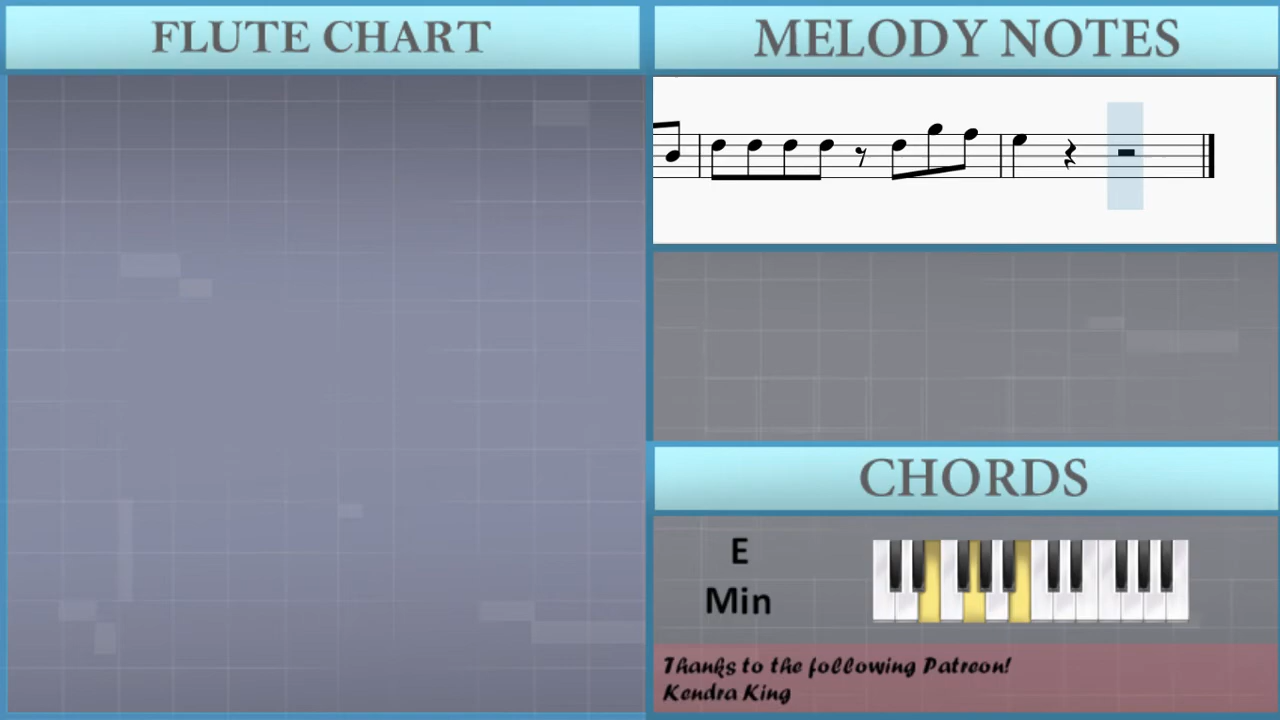 FLUTE CHART
MELODY NOTES
CHORDS
E
Min
Thanks to the following Patreon!
Kendra King